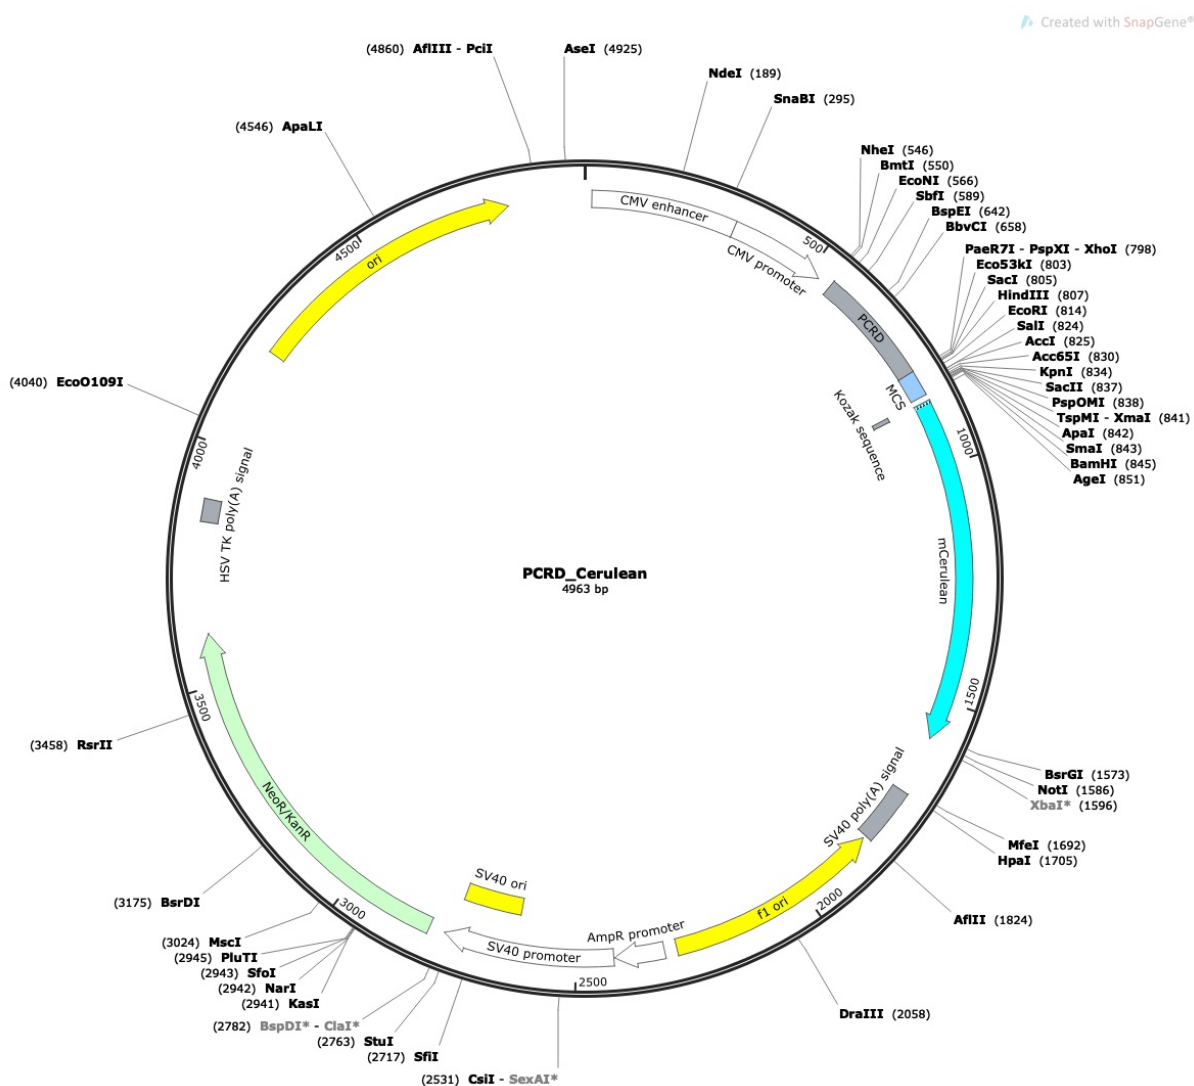 Created with SnapGene®
(4860) AflIII - PciI
AseI (4925)
NdeI (189)
SnaBI (295)
(4546) ApaLI
NheI (546)
BmtI (550)
EcoNI (566)
SbfI (589)
BspEI (642)
BbvCI (658)
PaeR7I - PspXI - XhoI (798)
Eco53kI (803)
SacI (805)
HindIII (807)
EcoRI (814)
SalI (824)
AccI (825)
Acc65I (830)
KpnI (834)
SacII (837)
PspOMI (838)
TspMI - XmaI (841)
ApaI (842)
SmaI (843)
BamHI (845)
AgeI (851)
CMV enhancer
CMV promoter
500
4500
ori
PCRD
MCS
Kozak sequence
1000
(4040) EcoO109I
4000
HSV TK poly(A) signal
mCerulean
PCRD_Cerulean
4963 bp
1500
3500
(3458) RsrII
BsrGI (1573)
NotI (1586)
XbaI* (1596)
SV40 poly(A) signal
MfeI (1692)
HpaI (1705)
NeoR/KanR
SV40 ori
f1 ori
2000
AflII (1824)
(3175) BsrDI
3000
AmpR promoter
SV40 promoter
2500
(3024) MscI
(2945) PluTI
(2943) SfoI
(2942) NarI
(2941) KasI
(2782) BspDI* - ClaI*
(2763) StuI
(2717) SfiI
(2531) CsiI - SexAI*
DraIII (2058)